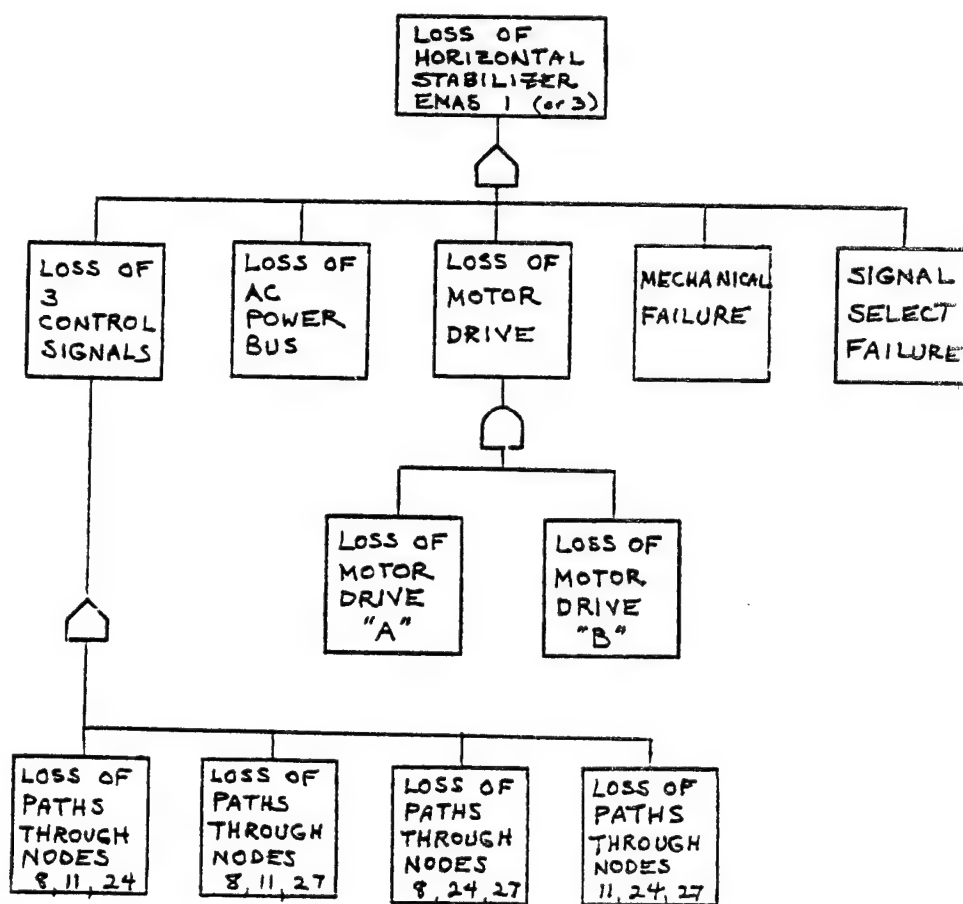 LOSS OF
HORIZONTAL
STABILIZER
EMAS 1 (or 3)
LOSS OF
3
CONTROL
SIGNALS
LOSS OF
AC
POWER
BUS
LOSS OF
MOTOR
DRIVE
MECHANICAL
FAILURE
SIGNAL
SELECT
FAILURE
LOSS OF
MOTOR
DRIVE
"A"
LOSS OF
MOTOR
DRIVE
"B"
LOSS OF
PATHS
THROUGH
NODES
8, 11, 24
LOSS OF
PATHS
THROUGH
NODES
8, 11, 27
LOSS OF
PATHS
THROUGH
NODES
8, 24, 27
LOSS OF
PATHS
THROUGH
NODES
11, 24, 27